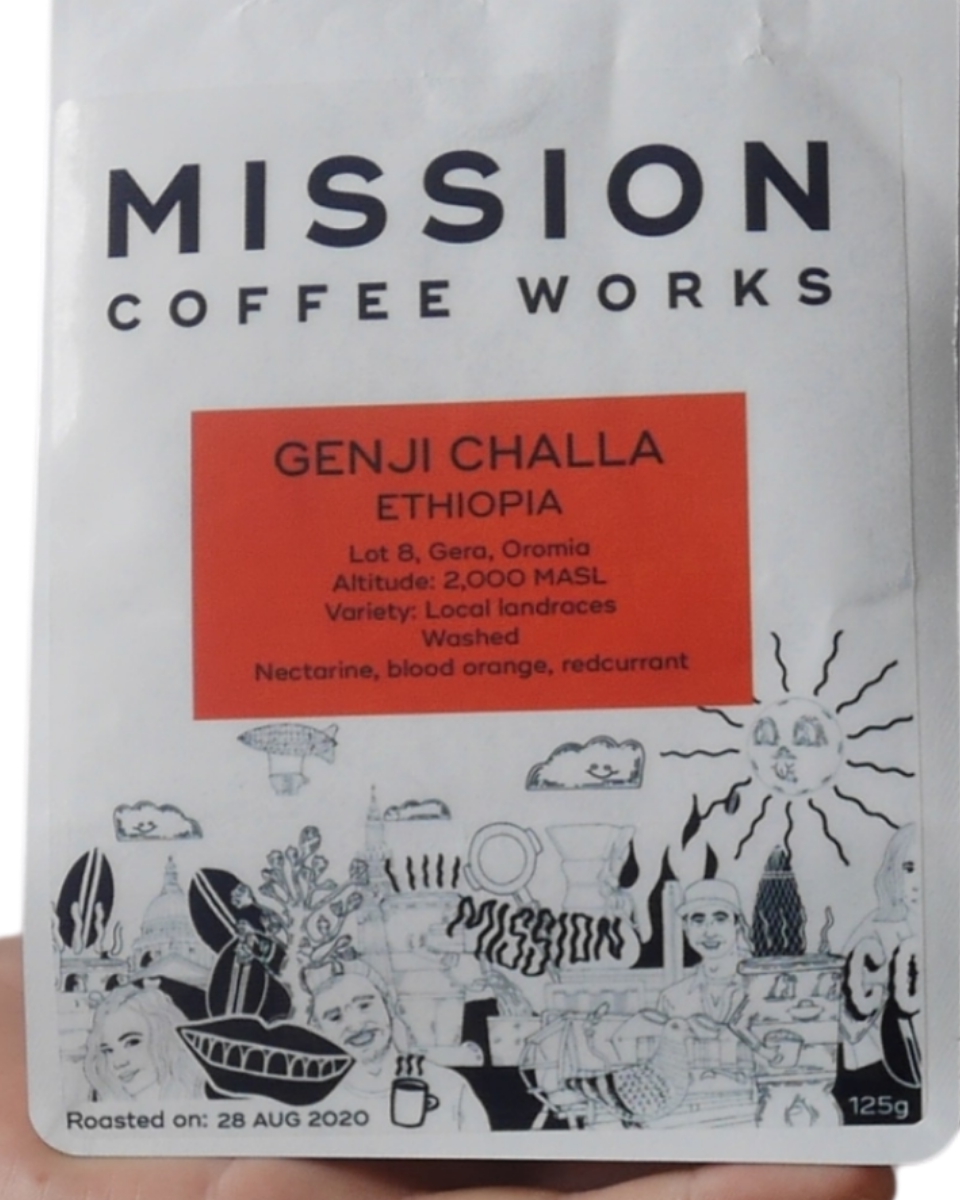 MISSION
COFFEE WORKS
GENJI CHALLA
ETHIOPIA
Lot 8, Gera, Oromia
Altitude: 2,000 MASL
Variety: Local landraces
Washed
Nectarine, blood orange, redcurrant
MISSION
CO
Roasted on: 28 AUG 2020
125g